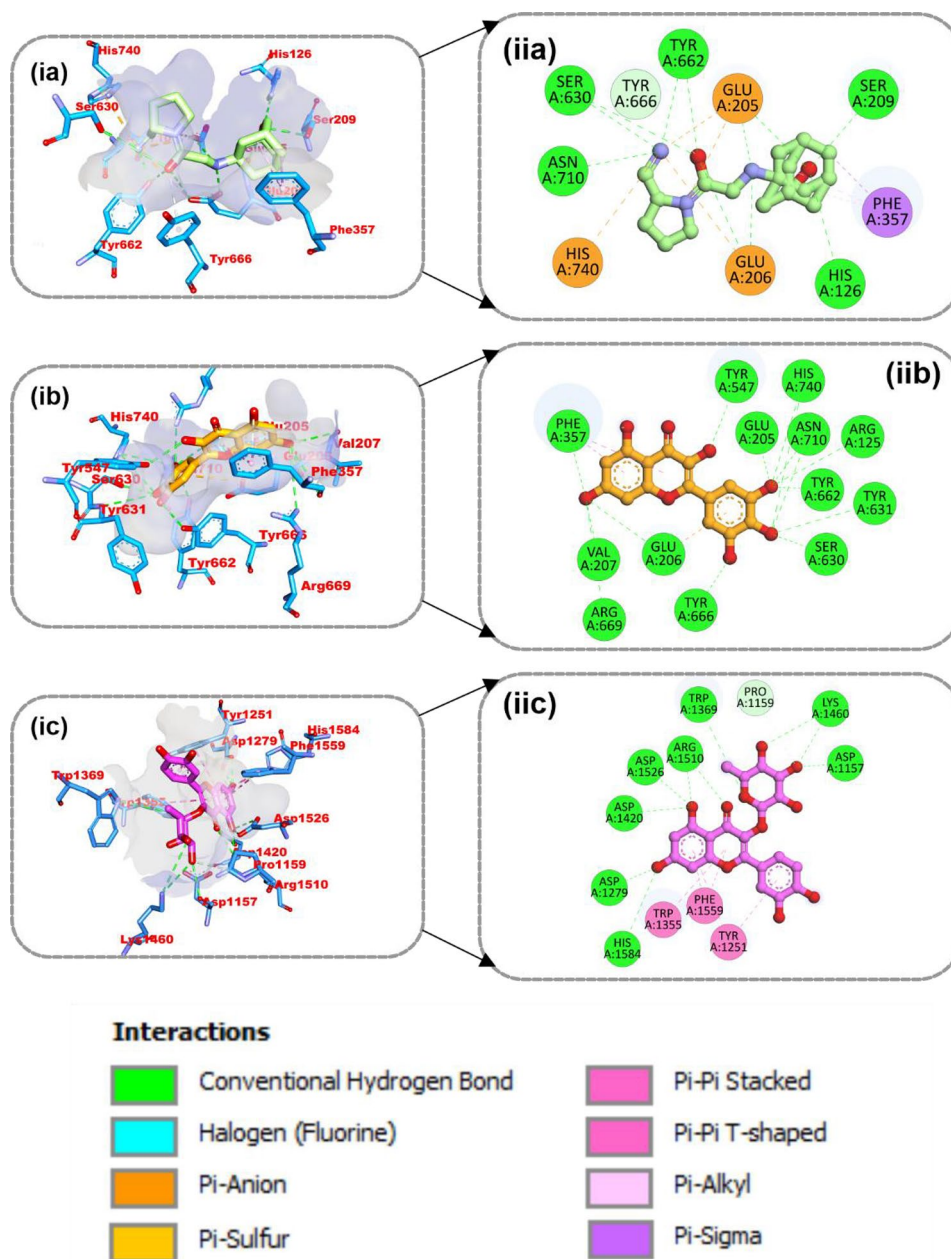 (ia)
His740
His126
Ser630
Ser209
Phe357
Tyr662
Tyr666
(iia)
SER
A:630
TYR
A:666
TYR
A:662
GLU
A:205
SER
A:209
ASN
A:710
PHE
A:357
HIS
A:740
GLU
A:206
HIS
A:126
(ib)
His740
Val207
Tyr547
Phe357
Ser630
Tyr631
Tyr666
Tyr662
Arg669
(iib)
TYR
A:547
HIS
A:740
PHE
A:357
GLU
A:205
ASN
A:710
ARG
A:125
TYR
A:662
TYR
A:631
VAL
A:207
GLU
A:206
SER
A:630
ARG
A:669
TYR
A:666
(ic)
Tyr1251
Asp1279
His1584
Phe1559
Trp1369
Asp1526
Pro1159
Arg1510
Asp1157
Lys1460
(iic)
TRP
A:1369
PRO
A:1159
LYS
A:1460
ASP
A:1526
ARG
A:1510
ASP
A:1157
ASP
A:1420
ASP
A:1279
TRP
A:1355
PHE
A:1559
HIS
A:1584
TYR
A:1251
Interactions
Conventional Hydrogen Bond
Halogen (Fluorine)
Pi-Anion
Pi-Sulfur
Pi-Pi Stacked
Pi-Pi T-shaped
Pi-Alkyl
Pi-Sigma